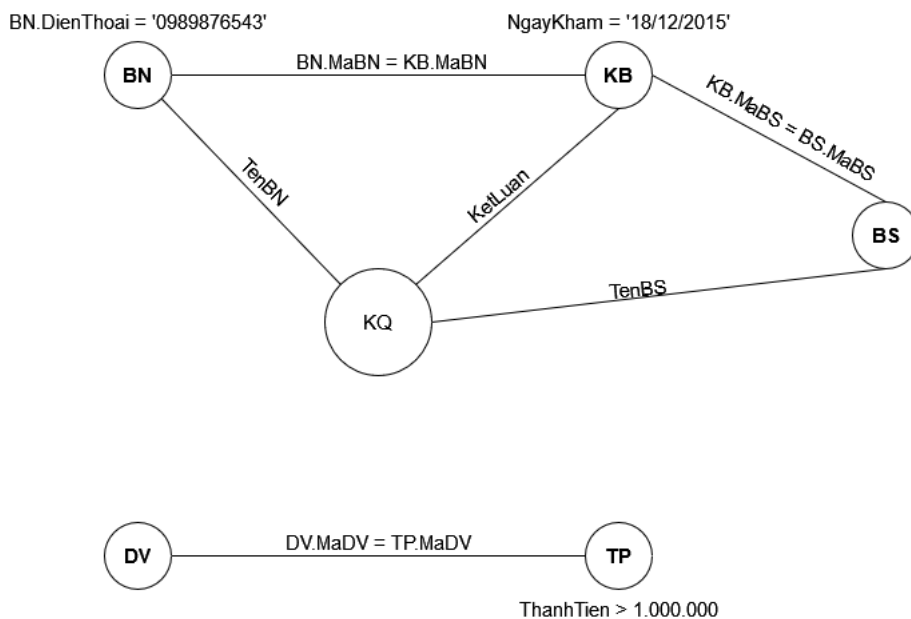 BN.DienThoai = '0989876543'
NgayKham = '18/12/2015'
BN
BN.MaBN = KB.MaBN
KB
KB.MaBS = BS.MaBS
TenBN
KetLuan
BS
TenBS
KQ
DV
DV.MaDV = TP.MaDV
TP
ThanhTien > 1.000.000